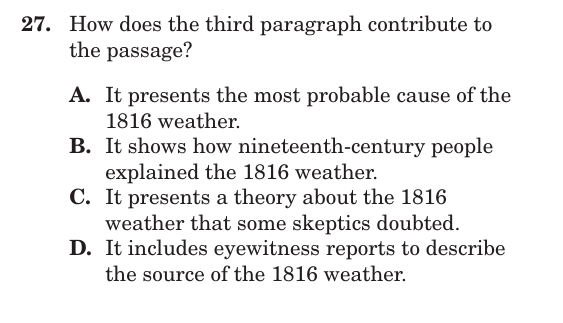 27. How does the third paragraph contribute to
the passage?
A. It presents the most probable cause of the
1816 weather.
B. It shows how nineteenth-century people
explained the 1816 weather.
C. It presents a theory about the 1816
weather that some skeptics doubted.
D. It includes eyewitness reports to describe
the source of the 1816 weather.